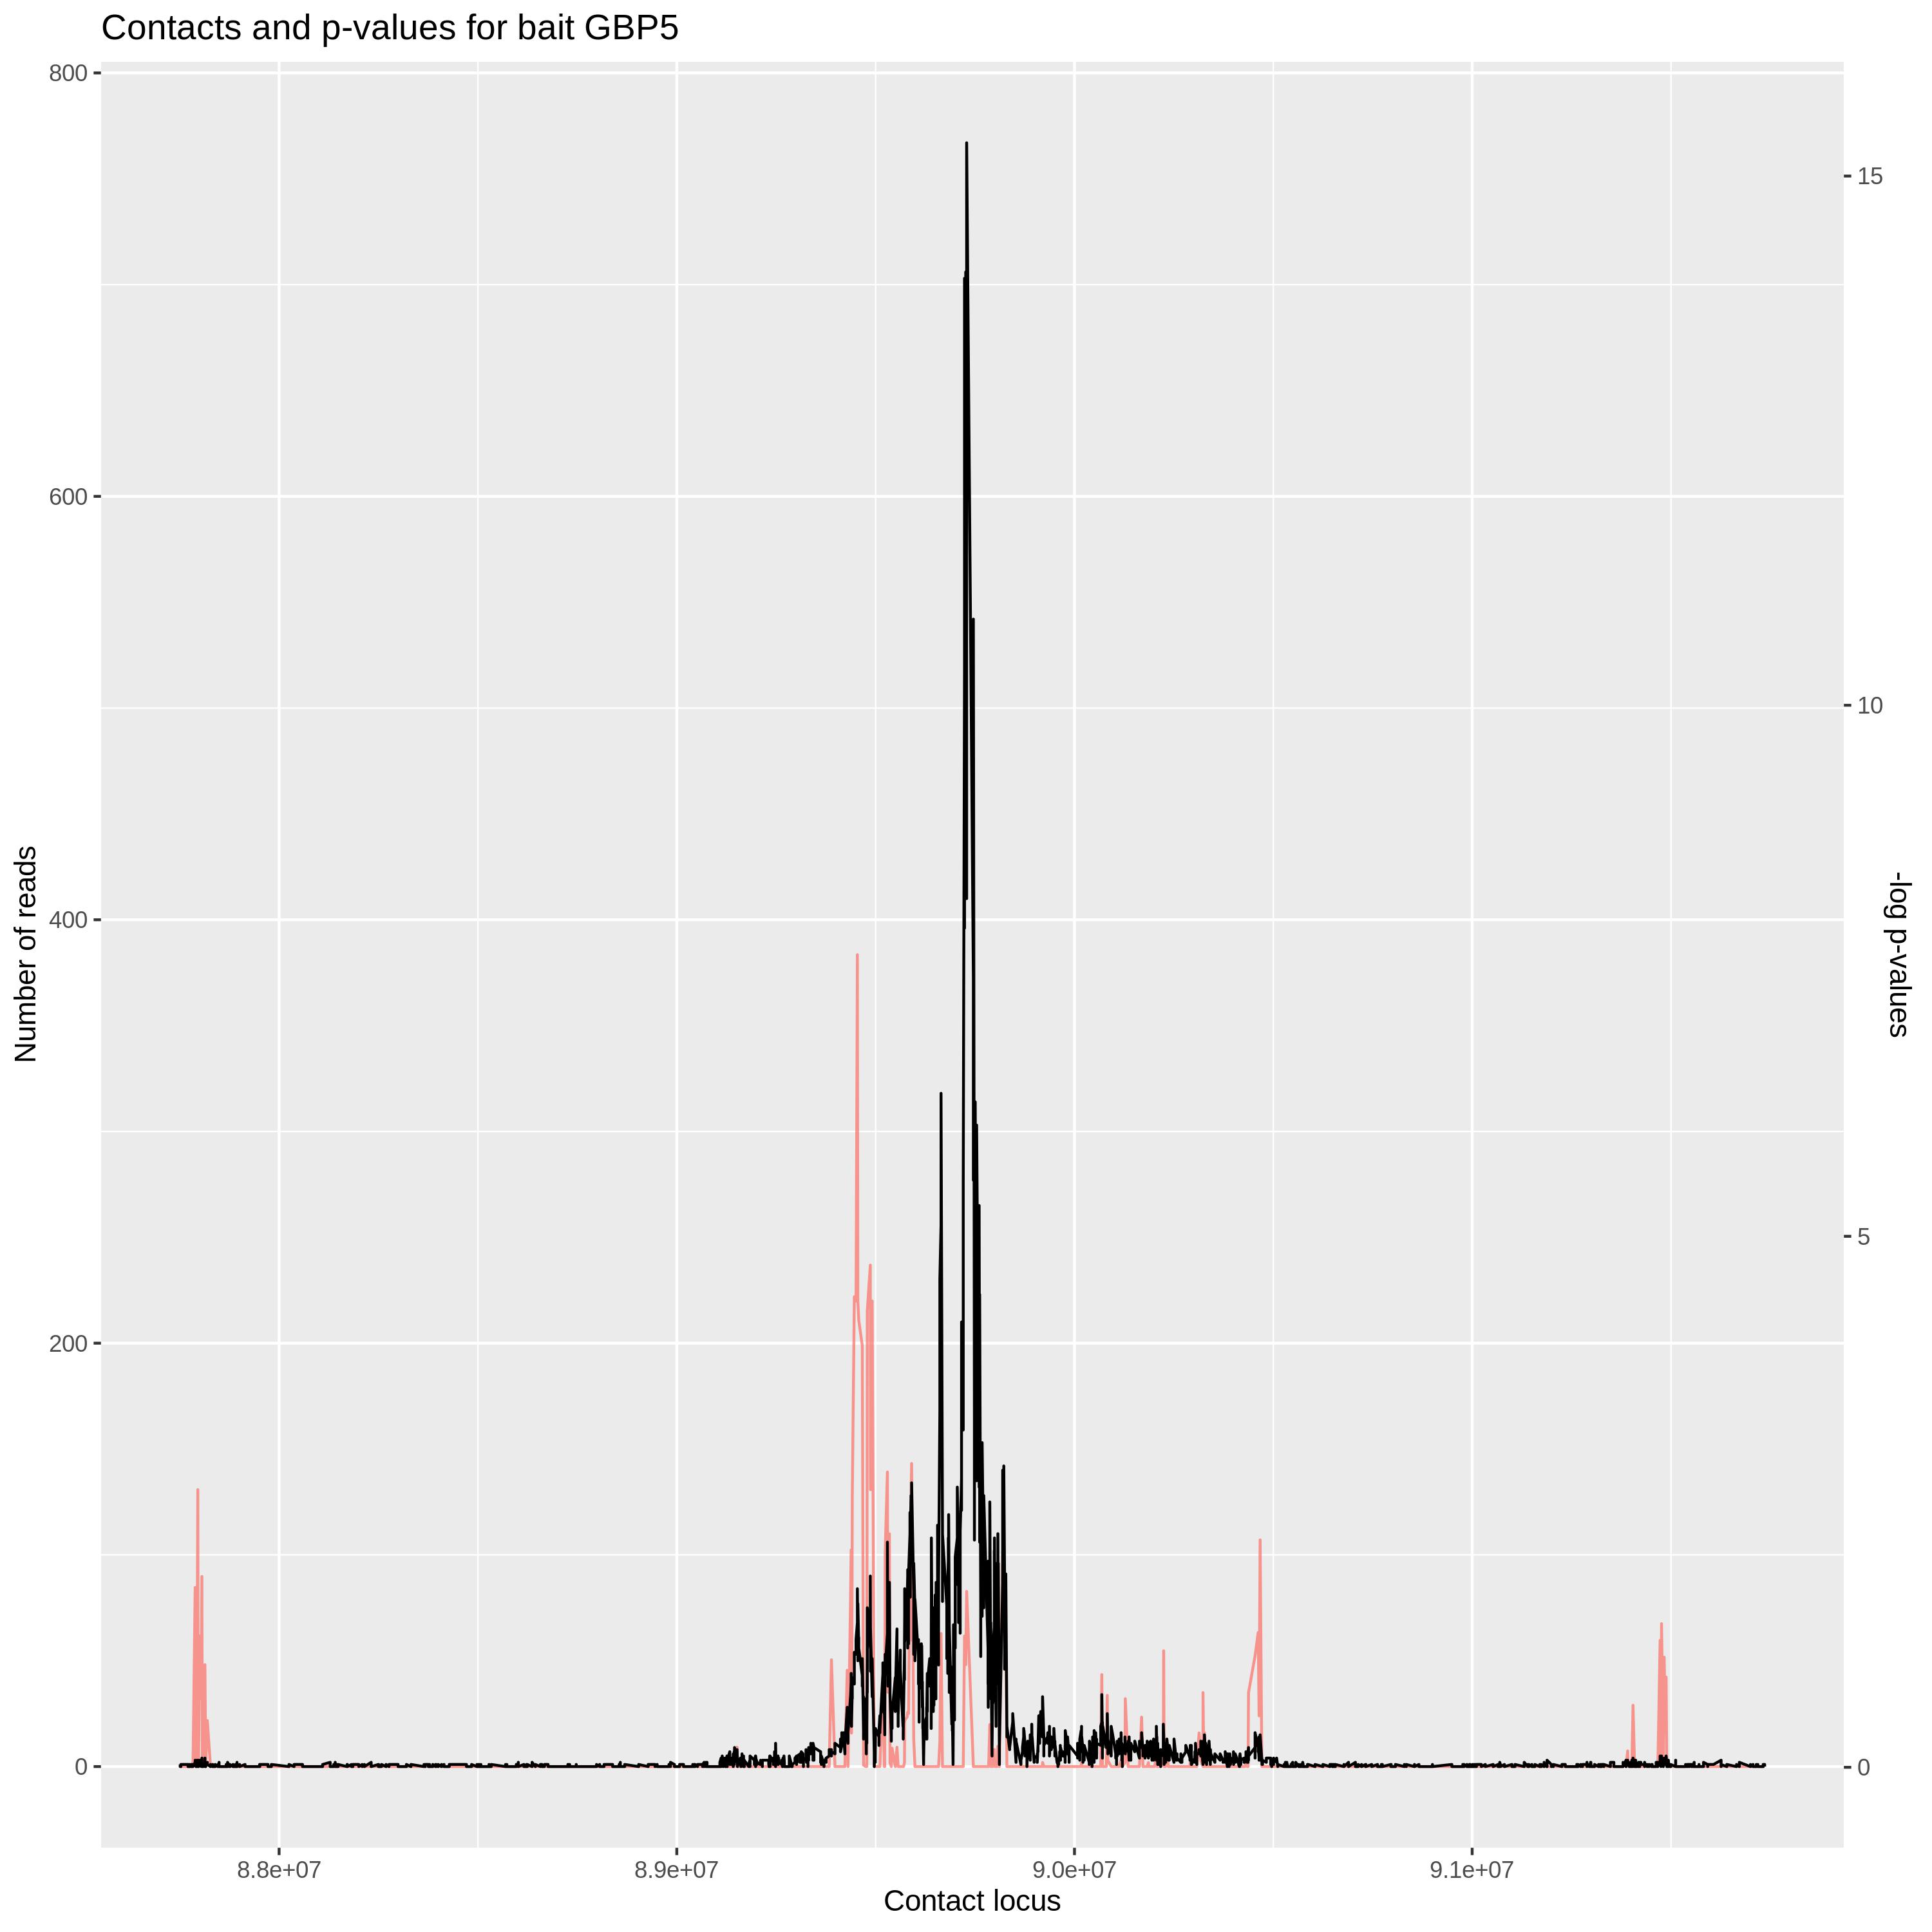 Contacts and p-values for bait GBP5
800
600
400
200
0
Number of reads
15
10
5
0
-log p-values
8.8e+07
8.9e+07
9.0e+07
9.1e+07
Contact locus